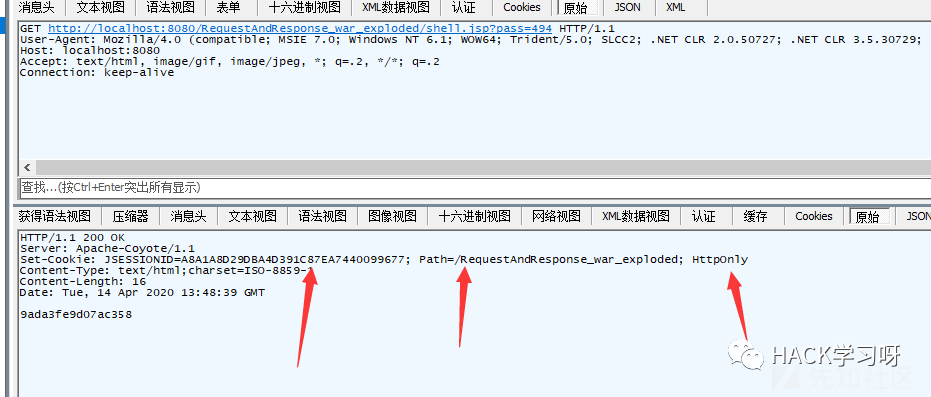 消息头 文本视图 语法视图 表单 十六进制视图 XML数据视图 认证 Cookies 原始 JSON XML
GET http://localhost:8080/RequestAndResponse_war_exploded/shell.jsp?pass=494 HTTP/1.1
User-Agent: Mozilla/4.0 (compatible; MSIE 7.0; Windows NT 6.1; WOW64; Trident/5.0; SLCC2; .NET CLR 2.0.50727; .NET CLR 3.5.30729;
Host: localhost:8080
Accept: text/html, image/gif, image/jpeg, *; q=.2, */*; q=.2
Connection: keep-alive
查找...(按Ctrl+Enter突出所有显示)
获得语法视图 压缩器 消息头 文本视图 语法视图 图像视图 十六进制视图 网络视图 XML数据视图 认证 缓存 Cookies 原始 JSON
HTTP/1.1 200 OK
Server: Apache-Coyote/1.1
Set-Cookie: JSESSIONID=A8A1A8D29DBA4D391C87EA7440099677; Path=/RequestAndResponse_war_exploded; HttpOnly
Content-Type: text/html;charset=ISO-8859-1
Content-Length: 16
Date: Tue, 14 Apr 2020 13:48:39 GMT
9ada3fe9d07ac358
HACK学习呀
先知社区